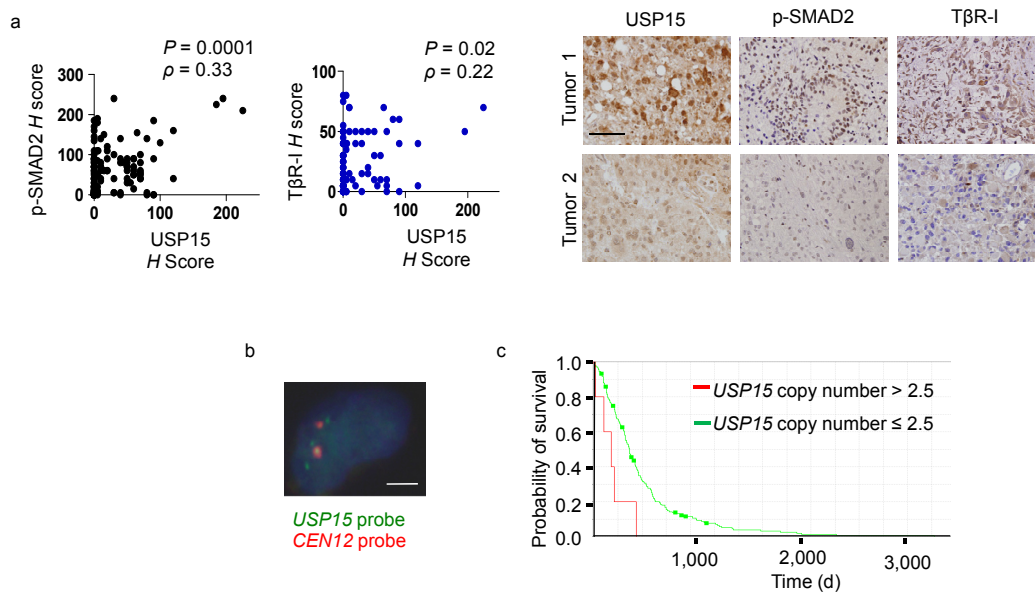 a
P = 0.0001
ρ = 0.33
p-SMAD2 H score
300
200
100
0
0 100 200
USP15
H Score
P = 0.02
ρ = 0.22
TβR-I H score
100
50
0
0 100 200
USP15
H Score
USP15 p-SMAD2 TβR-I
Tumor 1
Tumor 2
b
USP15 probe
CEN12 probe
c
Probability of survival
1.0
0.8
0.6
0.4
0.2
0.0
USP15 copy number > 2.5
USP15 copy number ≤ 2.5
1,000 2,000 3,000
Time (d)